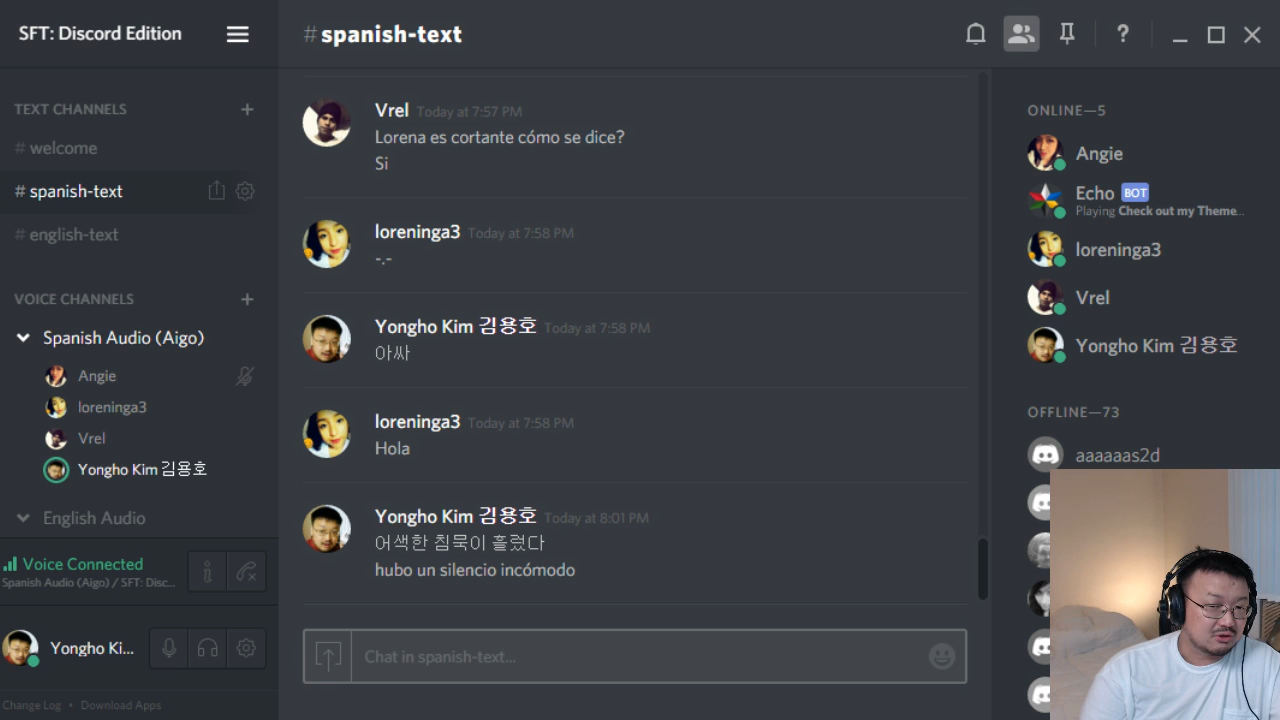 SFT: Discord Edition
TEXT CHANNELS
# welcome
# spanish-text
# english-text
VOICE CHANNELS
Spanish Audio (Aigo)
Angie
loreninga3
Vrel
Yongho Kim 김용호
English Audio
Voice Connected
Spanish Audio (Aigo) / SFT: Disc...
Yongho Ki...
Change Log • Download Apps
# spanish-text
Vrel Today at 7:57 PM
Lorena es cortante cómo se dice?
Si
loreninga3 Today at 7:58 PM
-.-
Yongho Kim 김용호 Today at 7:58 PM
아싸
loreninga3 Today at 7:58 PM
Hola
Yongho Kim 김용호 Today at 8:01 PM
어색한 침묵이 흘렀다
hubo un silencio incómodo
Chat in spanish-text...
ONLINE—5
Angie
Echo BOT
Playing Check out my Theme...
loreninga3
Vrel
Yongho Kim 김용호
OFFLINE—73
aaaaaas2d